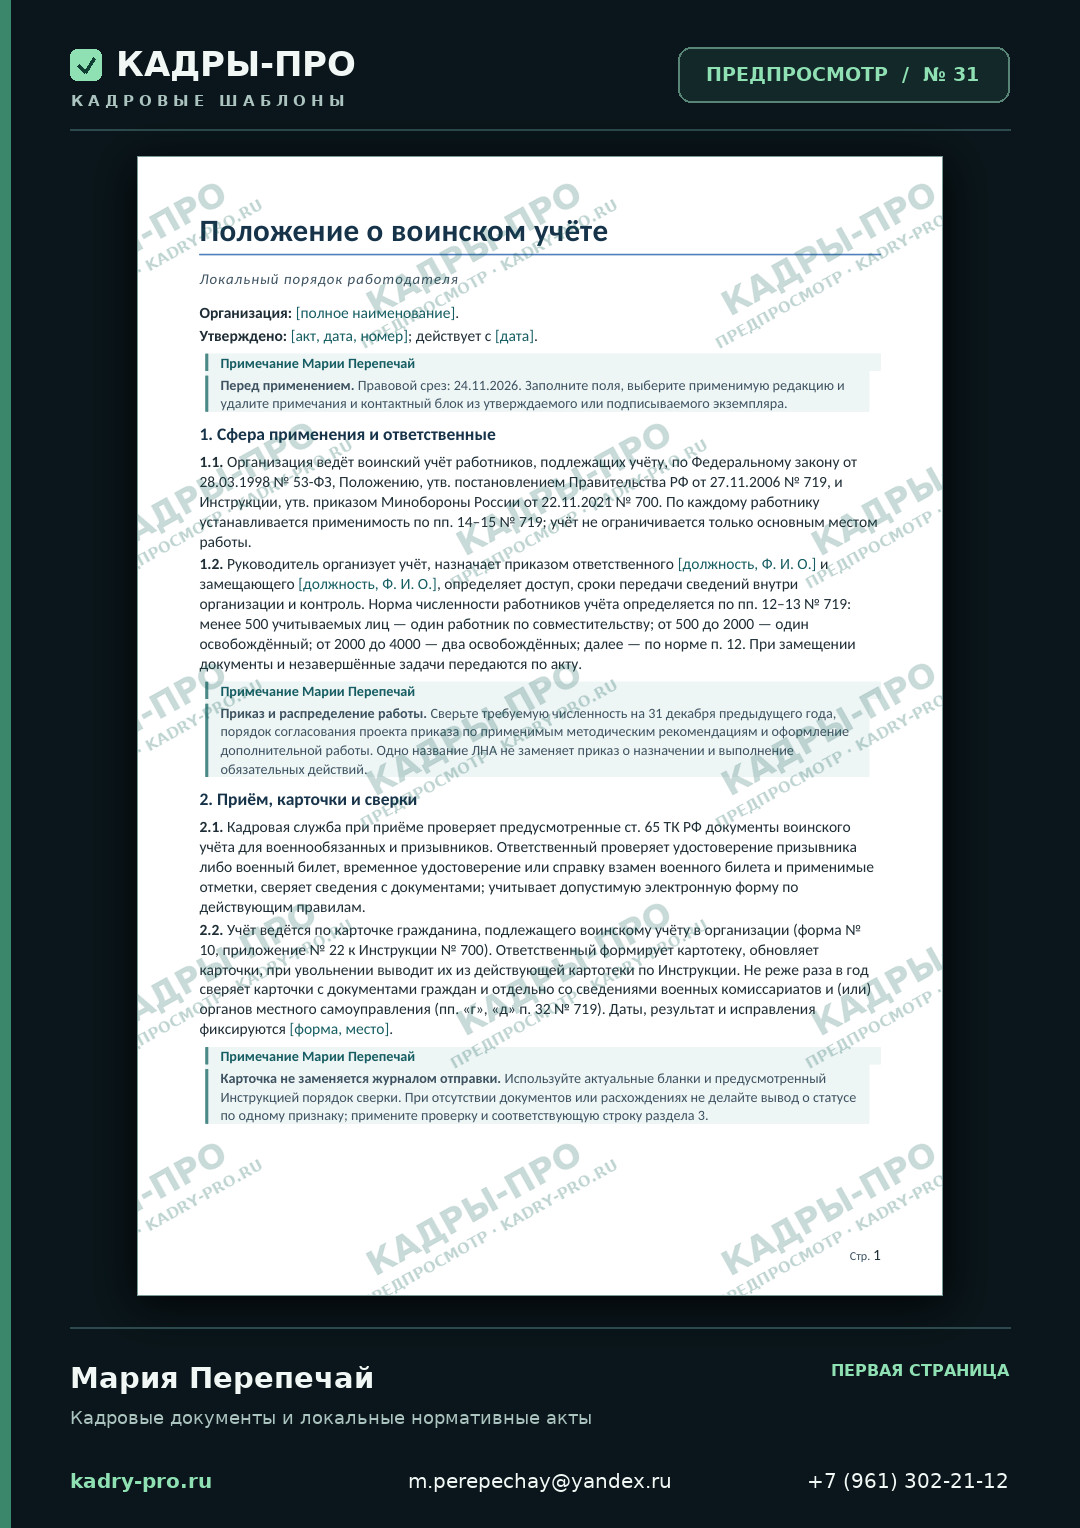 КАДРЫ-ПРО
КАДРОВЫЕ ШАБЛОНЫ
ПРЕДПРОСМОТР / № 31
Положение о воинском учёте
Локальный порядок работодателя
Организация: [полное наименование].
Утверждено: [акт, дата, номер]; действует с [дата].
Примечание Марии Перепечай
Перед применением. Правовой срез: 24.11.2026. Заполните поля, выберите применимую редакцию и
удалите примечания и контактный блок из утверждаемого или подписываемого экземпляра.
1. Сфера применения и ответственные
1.1. Организация ведёт воинский учёт работников, подлежащих учёту, по Федеральному закону от
28.03.1998 № 53-ФЗ, Положению, утв. постановлением Правительства РФ от 27.11.2006 № 719, и
Инструкции, утв. приказом Минобороны России от 22.11.2021 № 700. По каждому работнику
устанавливается применимость по пп. 14–15 № 719; учёт не ограничивается только основным местом
работы.
1.2. Руководитель организует учёт, назначает приказом ответственного [должность, Ф. И. О.] и
замещающего [должность, Ф. И. О.], определяет доступ, сроки передачи сведений внутри
организации и контроль. Норма численности работников учёта определяется по пп. 12–13 № 719:
менее 500 учитываемых лиц — один работник по совместительству; от 500 до 2000 — один
освобождённый; от 2000 до 4000 — два освобождённых; далее — по норме п. 12. При замещении
документы и незавершённые задачи передаются по акту.
Примечание Марии Перепечай
Приказ и распределение работы. Сверьте требуемую численность на 31 декабря предыдущего года,
порядок согласования проекта приказа по применимым методическим рекомендациям и оформление
дополнительной работы. Одно название ЛНА не заменяет приказ о назначении и выполнение
обязательных действий.
2. Приём, карточки и сверки
2.1. Кадровая служба при приёме проверяет предусмотренные ст. 65 ТК РФ документы воинского
учёта для военнообязанных и призывников. Ответственный проверяет удостоверение призывника
либо военный билет, временное удостоверение или справку взамен военного билета и применимые
отметки, сверяет сведения с документами; учитывает допустимую электронную форму по
действующим правилам.
2.2. Учёт ведётся по карточке гражданина, подлежащего воинскому учёту в организации (форма №
10, приложение № 22 к Инструкции № 700). Ответственный формирует картотеку, обновляет
карточки, при увольнении выводит их из действующей картотеки по Инструкции. Не реже раза в год
сверяет карточки с документами граждан и отдельно со сведениями военных комиссариатов и (или)
органов местного самоуправления (пп. «г», «д» п. 32 № 719). Даты, результат и исправления
фиксируются [форма, место].
Примечание Марии Перепечай
Карточка не заменяется журналом отправки. Используйте актуальные бланки и предусмотренный
Инструкцией порядок сверки. При отсутствии документов или расхождениях не делайте вывод о статусе
по одному признаку; примените проверку и соответствующую строку раздела 3.
Стр. 1
Мария Перепечай
ПЕРВАЯ СТРАНИЦА
Кадровые документы и локальные нормативные акты
kadry-pro.ru
m.perepechay@yandex.ru
+7 (961) 302-21-12